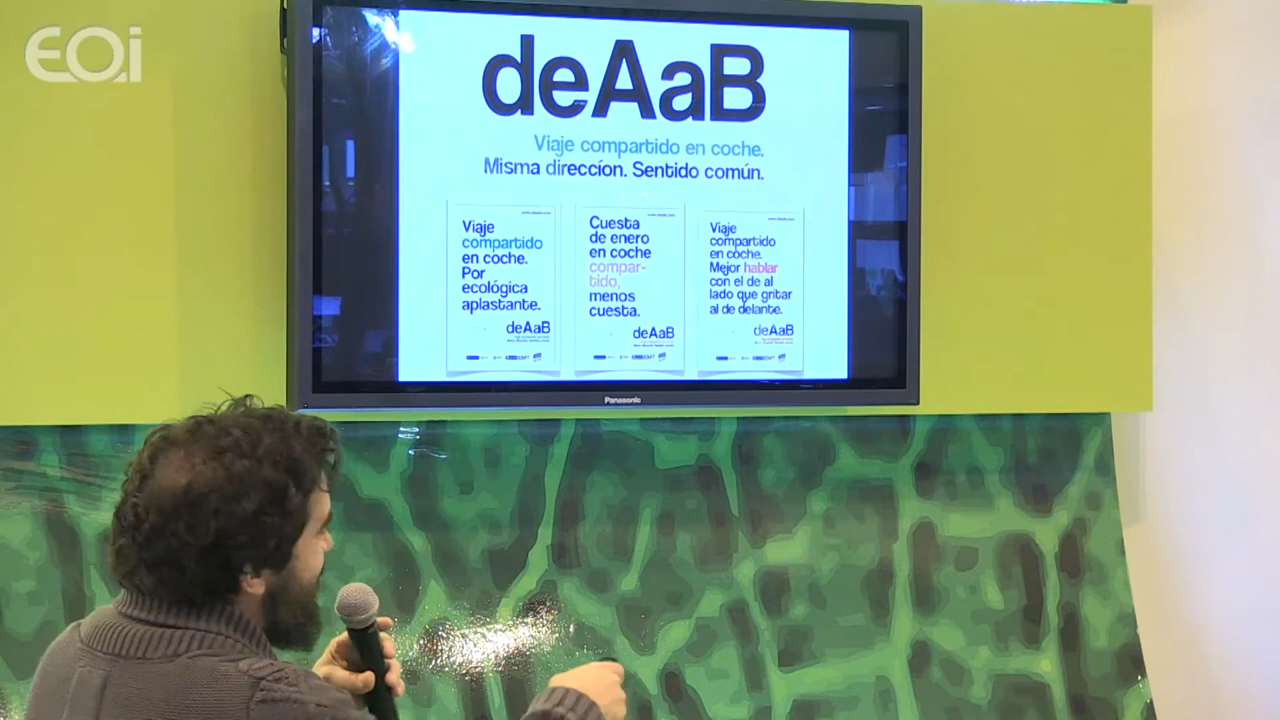 EOi
deAaB
Viaje compartido en coche.
Misma direccíon. Sentido común.
Viaje
compartido
en coche.
Por
ecológica
aplastante.
deAaB
Cuesta
de enero
en coche
compar-
tido,
menos
cuesta.
deAaB
Viaje
compartido
en coche.
Mejor hablar
con el de al
lado que gritar
al de delante.
deAaB
Panasonic